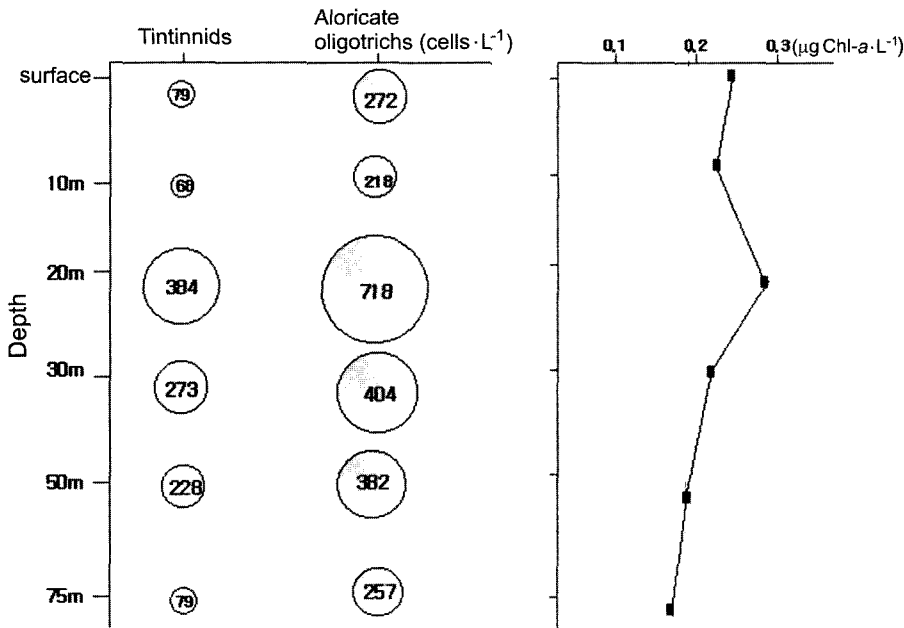 Tintinnids
Aloricate
oligotrichs (cells·L-1)
0.1 0.2 0.3 (μg Chl-a·L-1)
surface 79 272
10m 68 218
20m 384 718
30m 273 404
50m 228 382
75m 79 257
Depth